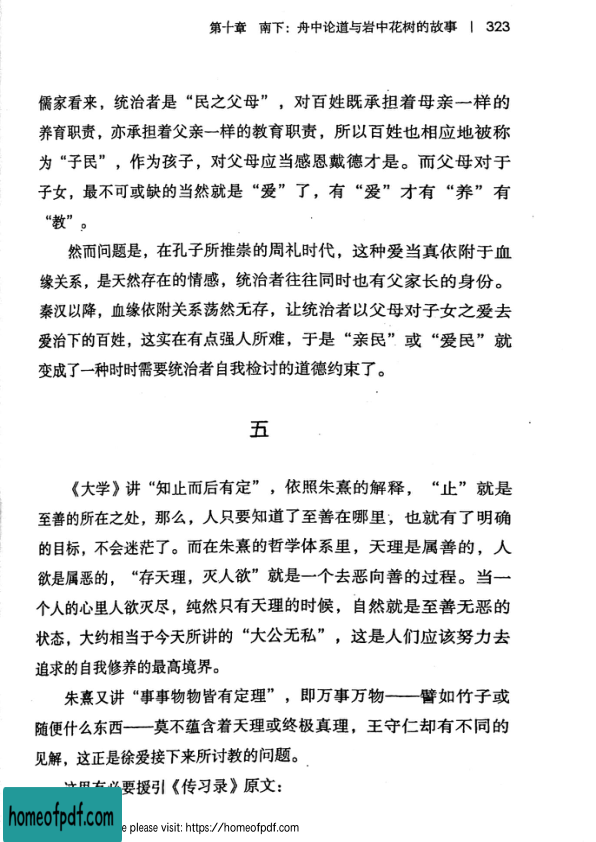 第十章 南下：舟中论道与岩中花树的故事 | 323
儒家看来，统治者是“民之父母”，对百姓既承担着母亲一样的
养育职责，亦承担着父亲一样的教育职责，所以百姓也相应地被称
为“子民”，作为孩子，对父母应当感恩戴德才是。而父母对于
子女，最不可或缺的当然就是“爱”了，有“爱”才有“养”有
“教”。
然而问题是，在孔子所推崇的周礼时代，这种爱当真依附于血
缘关系，是天然存在的情感，统治者往往同时也有父家长的身份。
秦汉以降，血缘依附关系荡然无存，让统治者以父母对子女之爱去
爱治下的百姓，这实在有点强人所难，于是“亲民”或“爱民”就
变成了一种时时需要统治者自我检讨的道德约束了。
五
《大学》讲“知止而后有定”，依照朱熹的解释，“止”就是
至善的所在之处，那么，人只要知道了至善在哪里，也就有了明确
的目标，不会迷茫了。而在朱熹的哲学体系里，天理是属善的，人
欲是属恶的，“存天理，灭人欲”就是一个去恶向善的过程。当一
个人的心里人欲灭尽，纯然只有天理的时候，自然就是至善无恶的
状态，大约相当于今天所讲的“大公无私”，这是人们应该努力去
追求的自我修养的最高境界。
朱熹又讲“事事物物皆有定理”，即万事万物——譬如竹子或
随便什么东西——莫不蕴含着天理或终极真理，王守仁却有不同的
见解，这正是徐爱接下来所讨教的问题。
这里有必要授引《传习录》原文：
homeofpdf.com
e please visit: https://homeofpdf.com